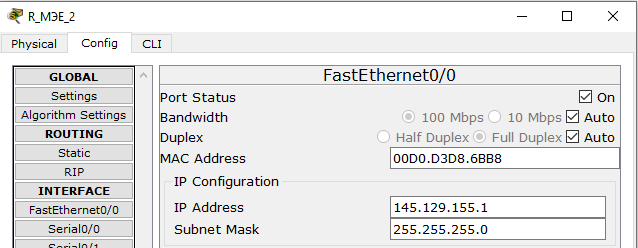 R_МЭЕ_2
Physical Config CLI
GLOBAL
Settings
Algorithm Settings
ROUTING
Static
RIP
INTERFACE
FastEthernet0/0
Serial0/0
Serial0/1
FastEthernet0/0
Port Status On
Bandwidth 100 Mbps 10 Mbps Auto
Duplex Half Duplex Full Duplex Auto
MAC Address 00D0.D3D8.6BB8
IP Configuration
IP Address 145.129.155.1
Subnet Mask 255.255.255.0